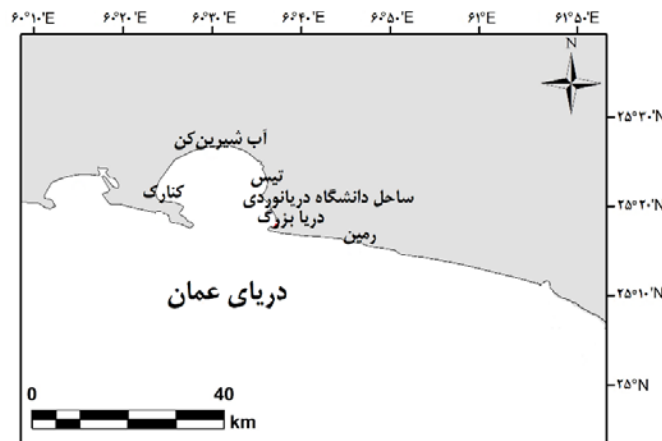 ۶۰°۱۰'E ۶۰°۲۰'E ۶۰°۳۰'E ۶۰°۴۰'E ۶۰°۵۰'E ۶۱°E ۶۱°۵۰'E
N
۲۵°۳۰'N
آب شیرین‌کن
تیس
کنارک
ساحل دانشگاه دریانوردی
۲۵°۲۰'N
دریا بزرگ
رمین
دریای عمان
۲۵°۱۰'N
۲۵°N
0 40
km